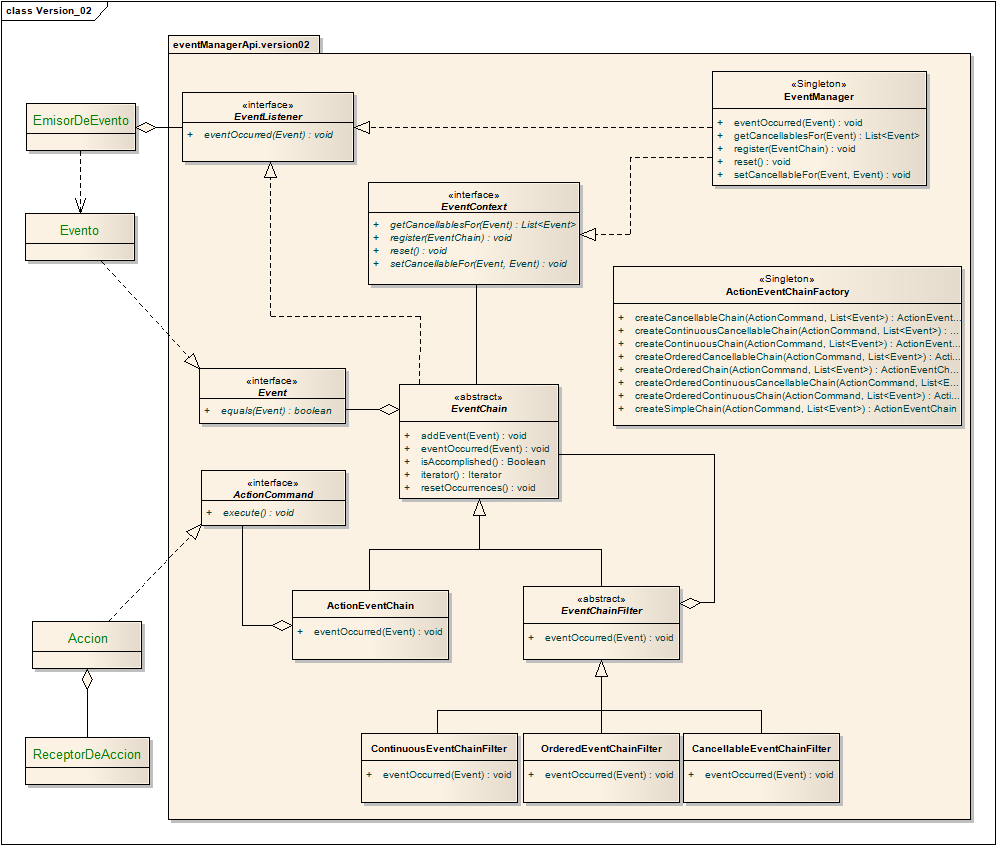 class Version_02
eventManagerApi.version02
EmisorDeEvento
«interface»
EventListener
+ eventOccurred(Event) : void
«Singleton»
EventManager
+ eventOccurred(Event) : void
+ getCancellablesFor(Event) : List<Event>
+ register(EventChain) : void
+ reset() : void
+ setCancellableFor(Event, Event) : void
Evento
«interface»
EventContext
+ getCancellablesFor(Event) : List<Event>
+ register(EventChain) : void
+ reset() : void
+ setCancellableFor(Event, Event) : void
«Singleton»
ActionEventChainFactory
+ createCancellableChain(ActionCommand, List<Event>) : ActionEvent...
+ createContinuousCancellableChain(ActionCommand, List<Event>) : ...
+ createContinuousChain(ActionCommand, List<Event>) : ActionEvent...
+ createOrderedCancellableChain(ActionCommand, List<Event>) : Acti...
+ createOrderedChain(ActionCommand, List<Event>) : ActionEventCh...
+ createOrderedContinuousCancellableChain(ActionCommand, List<E...
+ createOrderedContinuousChain(ActionCommand, List<Event>) : Acti...
+ createSimpleChain(ActionCommand, List<Event>) : ActionEventChain
«interface»
Event
+ equals(Event) : boolean
«abstract»
EventChain
+ addEvent(Event) : void
+ eventOccurred(Event) : void
+ isAccomplished() : Boolean
+ iterator() : Iterator
+ resetOccurrences() : void
«interface»
ActionCommand
+ execute() : void
ActionEventChain
+ eventOccurred(Event) : void
«abstract»
EventChainFilter
+ eventOccurred(Event) : void
Accion
ReceptorDeAccion
ContinuousEventChainFilter
+ eventOccurred(Event) : void
OrderedEventChainFilter
+ eventOccurred(Event) : void
CancellableEventChainFilter
+ eventOccurred(Event) : void